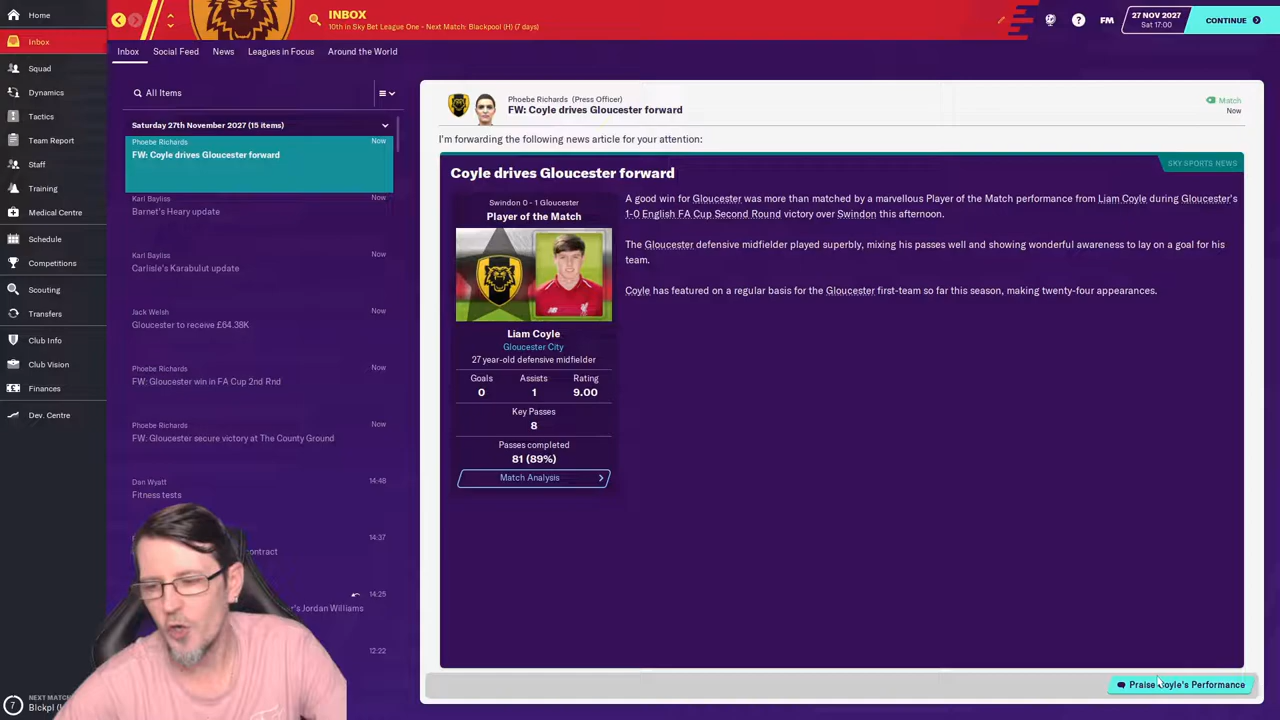 INBOX
10th in Sky Bet League One - Next Match: Blackpool (H) (7 days)
FM
27 NOV 2027
Sat 17:00
CONTINUE
Home
Inbox
Squad
Dynamics
Tactics
Team Report
Staff
Training
Medical Centre
Schedule
Competitions
Scouting
Transfers
Club Info
Club Vision
Finances
Dev. Centre
7
NEXT MATC
Blckpl (
Inbox
Social Feed
News
Leagues in Focus
Around the World
All Items
Saturday 27th November 2027 (15 items)
Phoebe Richards
Now
FW: Coyle drives Gloucester forward
Karl Bayliss
Now
Barnet's Heary update
Karl Bayliss
Now
Carlisle's Karabulut update
Jack Welsh
Now
Gloucester to receive £64.38K
Phoebe Richards
Now
FW: Gloucester win in FA Cup 2nd Rnd
Phoebe Richards
Now
FW: Gloucester secure victory at The County Ground
Dan Wyatt
14:48
Fitness tests
14:37
contract
14:25
r's Jordan Williams
12:22
Phoebe Richards (Press Officer)
FW: Coyle drives Gloucester forward
Match
Now
I'm forwarding the following news article for your attention:
SKY SPORTS NEWS
Coyle drives Gloucester forward
Swindon 0 - 1 Gloucester
Player of the Match
Liam Coyle
Gloucester City
27 year-old defensive midfielder
Goals Assists Rating
0 1 9.00
Key Passes
8
Passes completed
81 (89%)
Match Analysis
A good win for Gloucester was more than matched by a marvellous Player of the Match performance from Liam Coyle during Gloucester's
1-0 English FA Cup Second Round victory over Swindon this afternoon.
The Gloucester defensive midfielder played superbly, mixing his passes well and showing wonderful awareness to lay on a goal for his
team.
Coyle has featured on a regular basis for the Gloucester first-team so far this season, making twenty-four appearances.
Praise Coyle's Performance